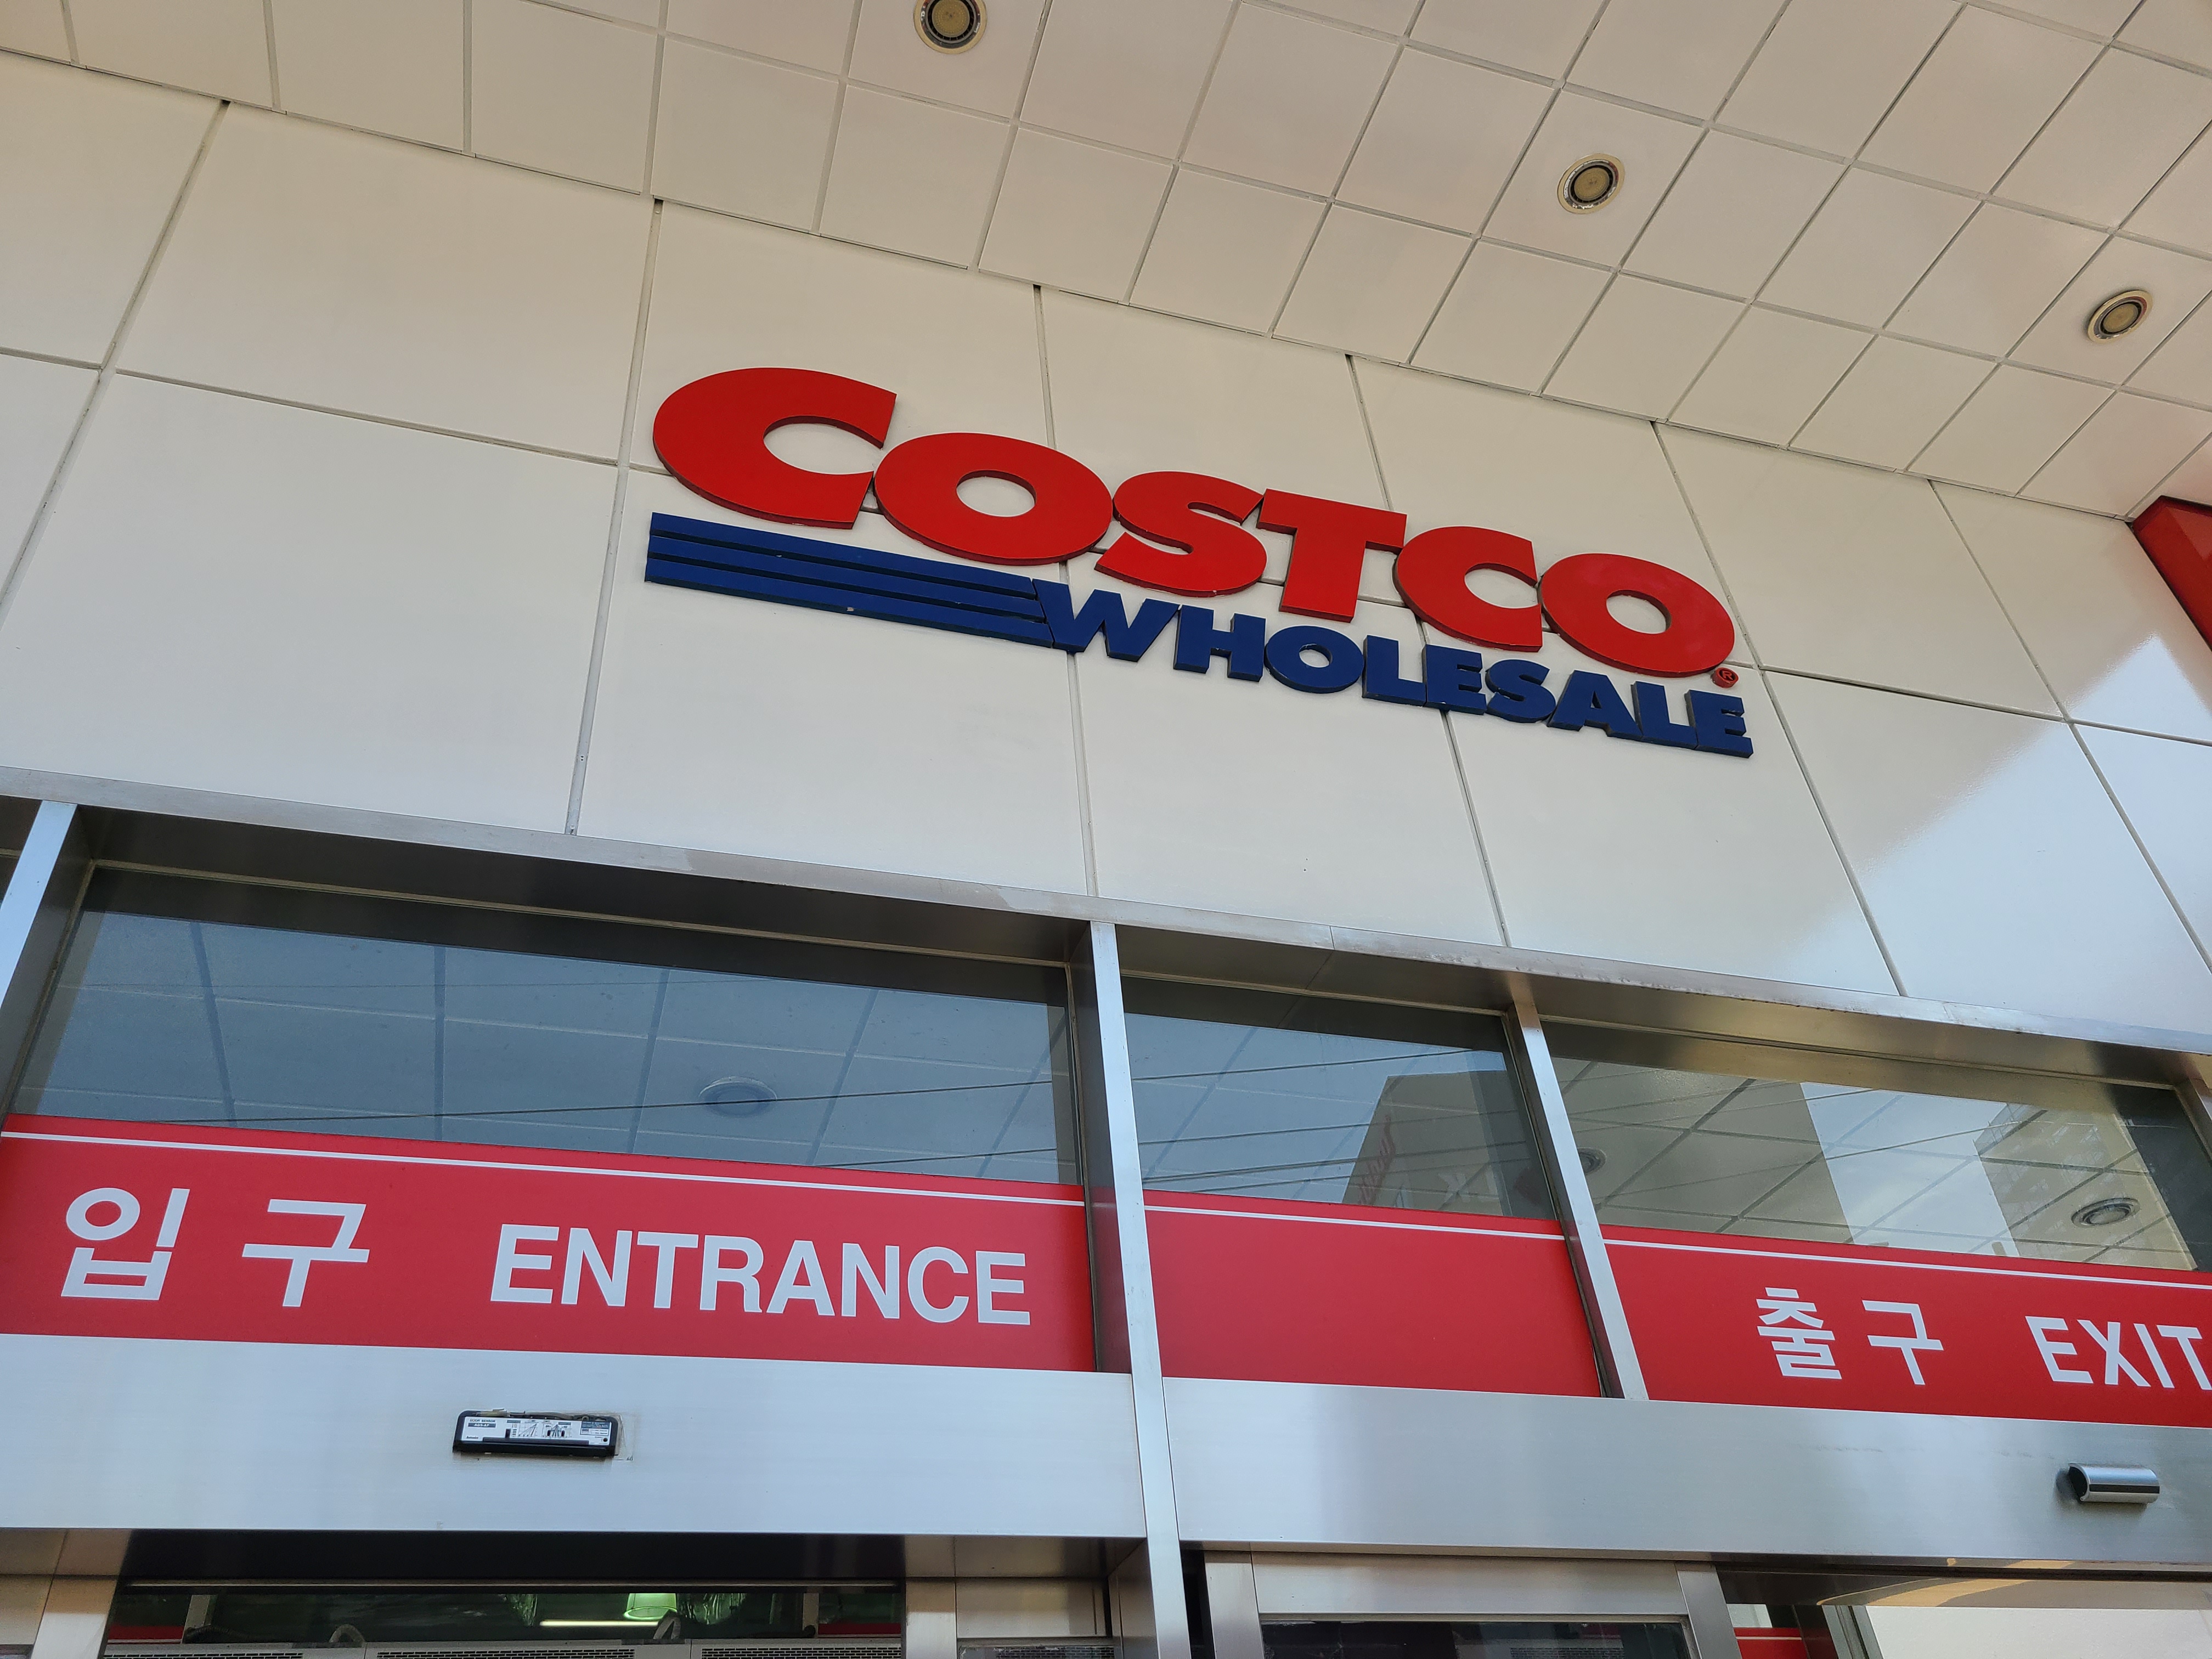 COSTCO®
WHOLESALE
입구 ENTRANCE
출구 EXIT